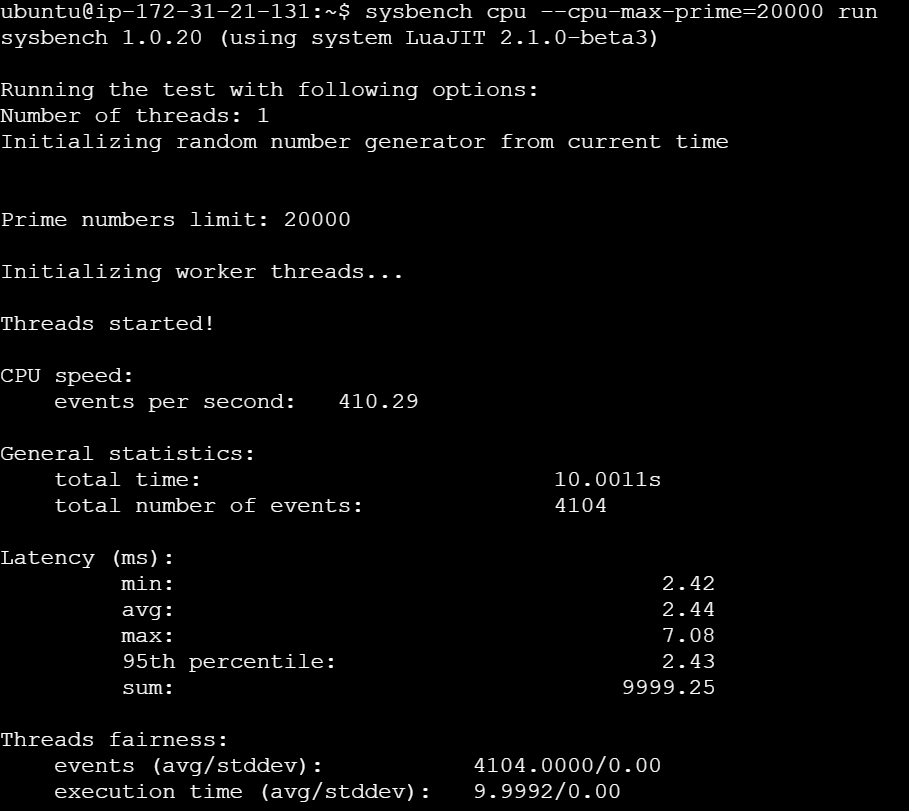 ubuntu@ip-172-31-21-131:~$ sysbench cpu --cpu-max-prime=20000 run
sysbench 1.0.20 (using system LuaJIT 2.1.0-beta3)
Running the test with following options:
Number of threads: 1
Initializing random number generator from current time
Prime numbers limit: 20000
Initializing worker threads...
Threads started!
CPU speed:
    events per second:   410.29
General statistics:
    total time:                          10.0011s
    total number of events:              4104
Latency (ms):
         min:                                    2.42
         avg:                                    2.44
         max:                                    7.08
         95th percentile:                        2.43
         sum:                                 9999.25
Threads fairness:
    events (avg/stddev):           4104.0000/0.00
    execution time (avg/stddev):   9.9992/0.00